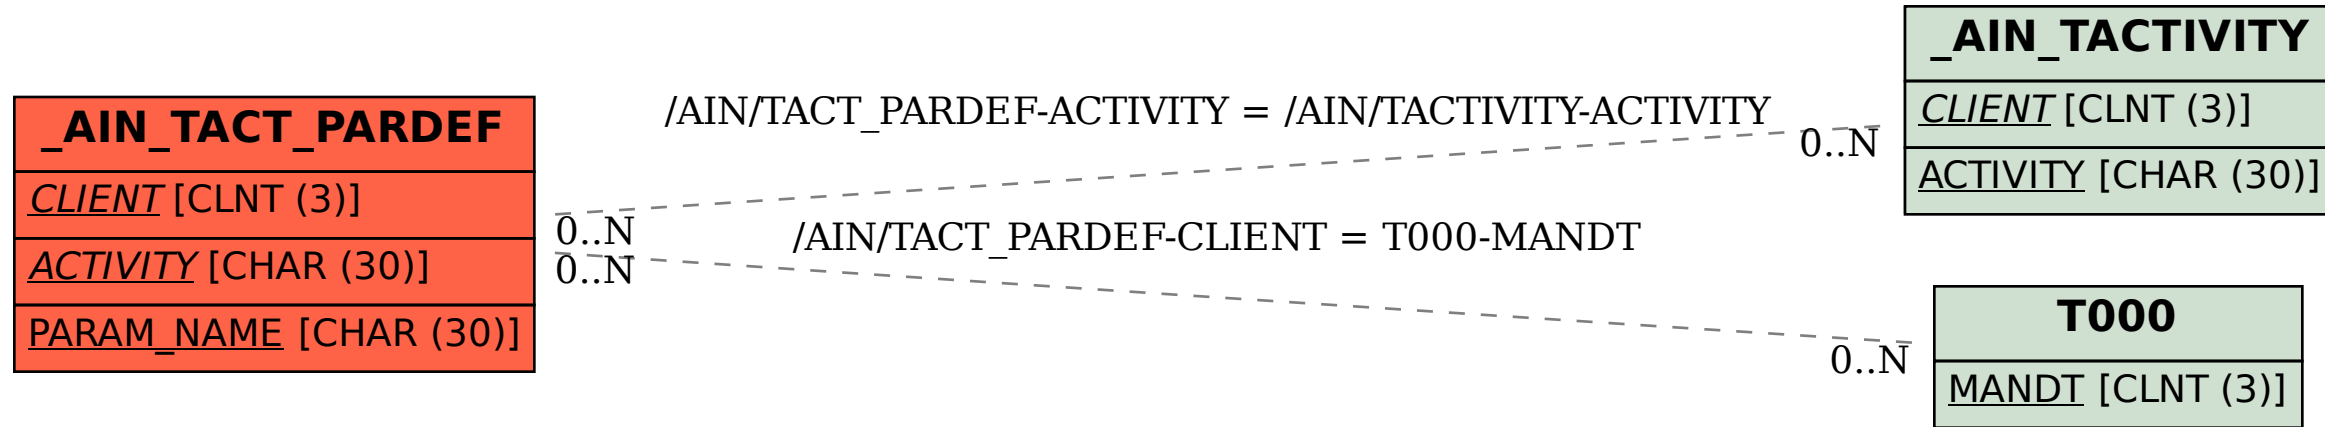 _AIN_TACT_PARDEF
CLIENT [CLNT (3)]
ACTIVITY [CHAR (30)]
PARAM_NAME [CHAR (30)]
/AIN/TACT_PARDEF-ACTIVITY = /AIN/TACTIVITY-ACTIVITY
0..N
0..N
/AIN/TACT_PARDEF-CLIENT = T000-MANDT
0..N
0..N
_AIN_TACTIVITY
CLIENT [CLNT (3)]
ACTIVITY [CHAR (30)]
T000
MANDT [CLNT (3)]